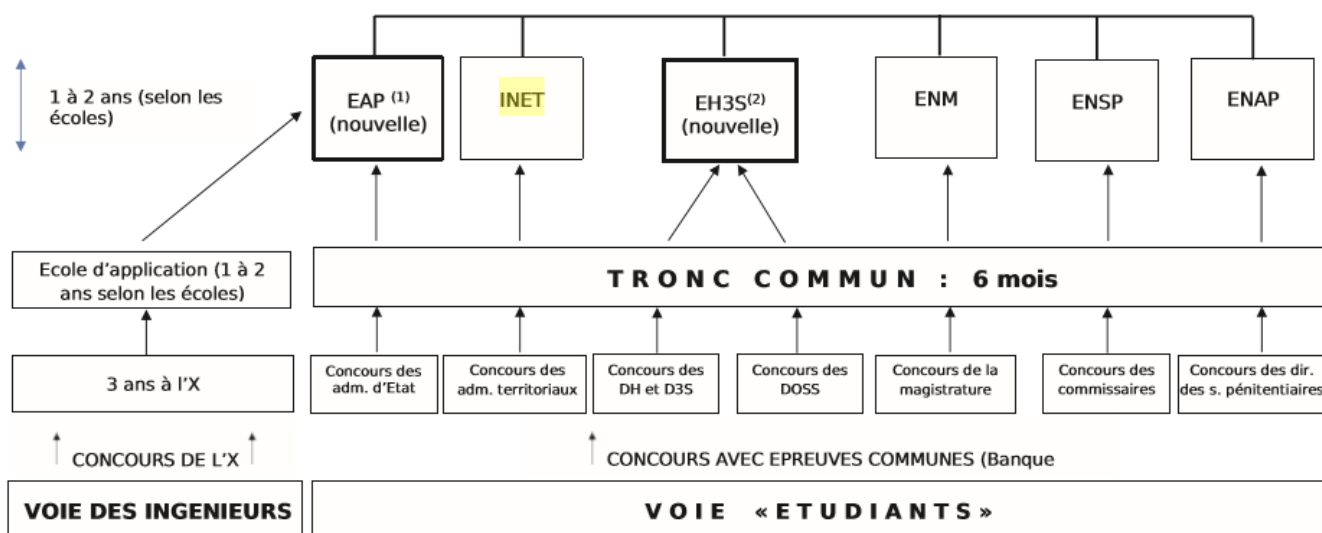 1 à 2 ans (selon les
écoles)
EAP (1)
(nouvelle)
INET
EH3S(2)
(nouvelle)
ENM
ENSP
ENAP
Ecole d'application (1 à 2
ans selon les écoles)
TRONC COMMUN : 6 mois
3 ans à l'X
Concours des
adm. d'Etat
Concours des
adm. territoriaux
Concours des
DH et D3S
Concours des
DOSS
Concours de la
magistrature
Concours des
commissaires
Concours des dir.
des s. pénitentiaires
CONCOURS DE L'X
CONCOURS AVEC EPREUVES COMMUNES (Banque
VOIE DES INGENIEURS
VOIE «ETUDIANTS»